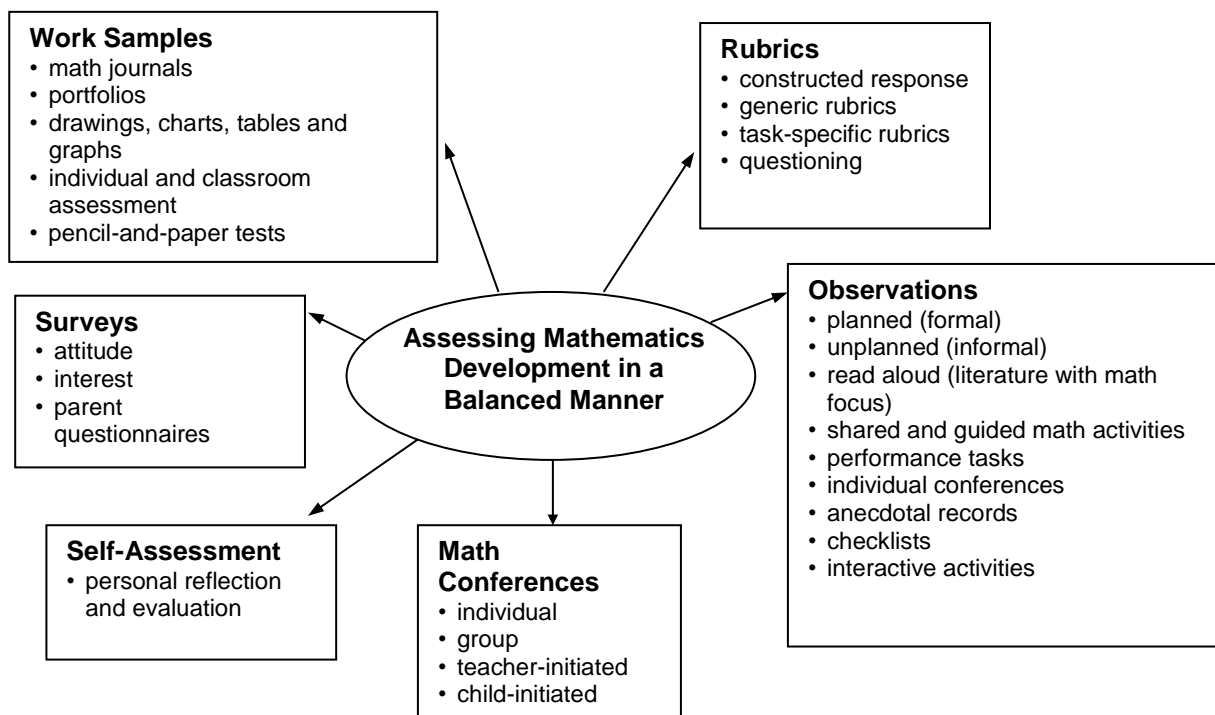 Work Samples
• math journals
• portfolios
• drawings, charts, tables and
graphs
• individual and classroom
assessment
• pencil-and-paper tests
Rubrics
• constructed response
• generic rubrics
• task-specific rubrics
• questioning
Surveys
• attitude
• interest
• parent
questionnaires
Assessing Mathematics
Development in a
Balanced Manner
Observations
• planned (formal)
• unplanned (informal)
• read aloud (literature with math
focus)
• shared and guided math activities
• performance tasks
• individual conferences
• anecdotal records
• checklists
• interactive activities
Self-Assessment
• personal reflection
and evaluation
Math
Conferences
• individual
• group
• teacher-initiated
• child-initiated